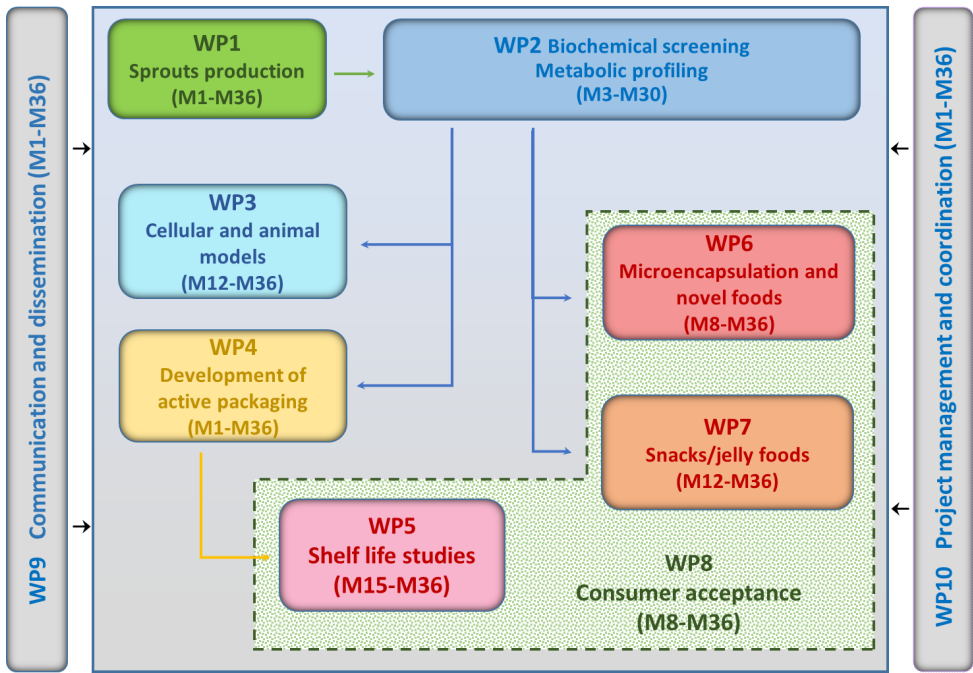 WP9 Communication and dissemination (M1-M36)
WP1
Sprouts production
(M1-M36)
WP2 Biochemical screening
Metabolic profiling
(M3-M30)
WP3
Cellular and animal
models
(M12-M36)
WP4
Development of
active packaging
(M1-M36)
WP5
Shelf life studies
(M15-M36)
WP6
Microencapsulation and
novel foods
(M8-M36)
WP7
Snacks/jelly foods
(M12-M36)
WP8
Consumer acceptance
(M8-M36)
WP10 Project management and coordination (M1-M36)